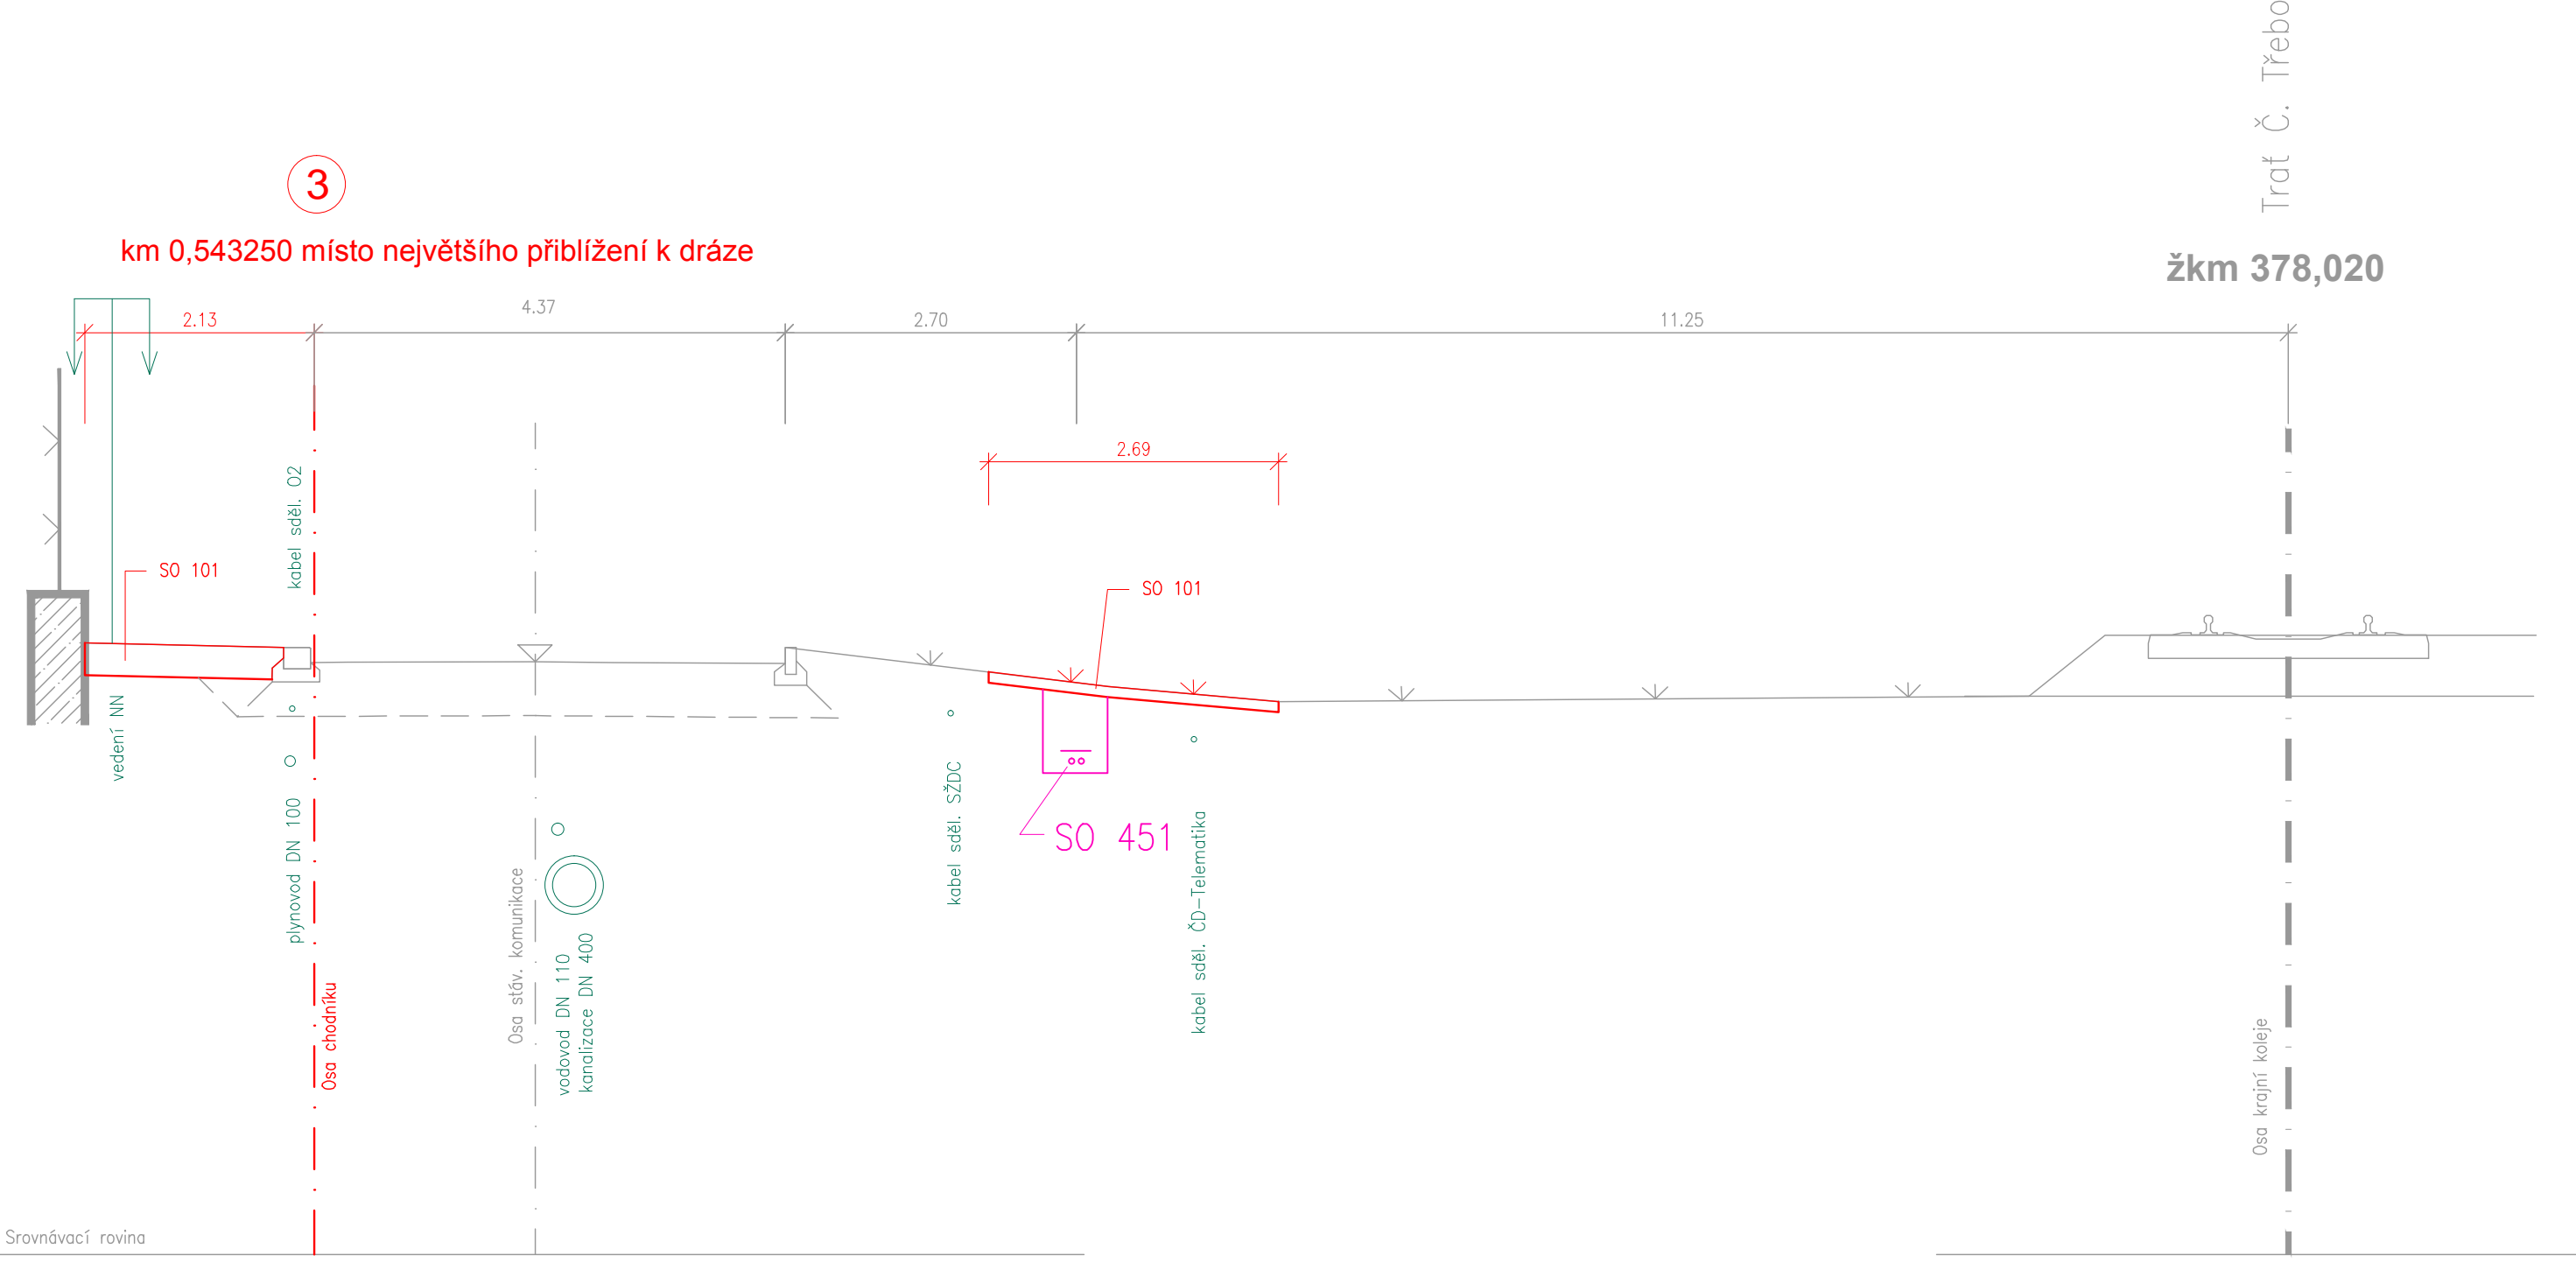 Trať Č. Třebo
3
km 0,543250 místo největšího přiblížení k dráze
žkm 378,020
2.13
4.37
2.70
11.25
2.69
kabel sděl. O2
SO 101
SO 101
vedení NN
plynovod DN 100
kabel sděl. SŽDC
SO 451
kabel sděl. ČD-Telematika
Osa stáv. komunikace
vodovod DN 110
kanalizace DN 400
Osa chodníku
Osa krajní koleje
Srovnávací rovina